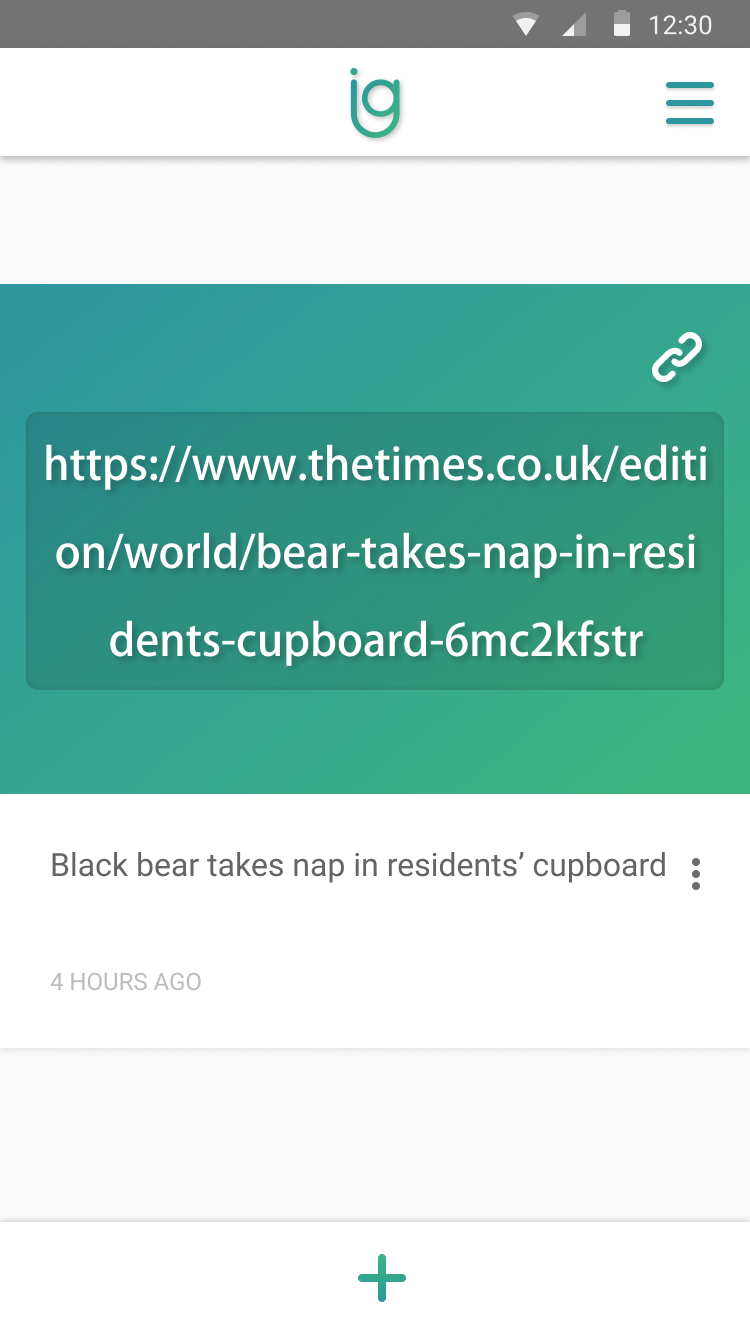 12:30
ig
https://www.thetimes.co.uk/editi
on/world/bear-takes-nap-in-resi
dents-cupboard-6mc2kfstr
Black bear takes nap in residents’ cupboard
4 HOURS AGO